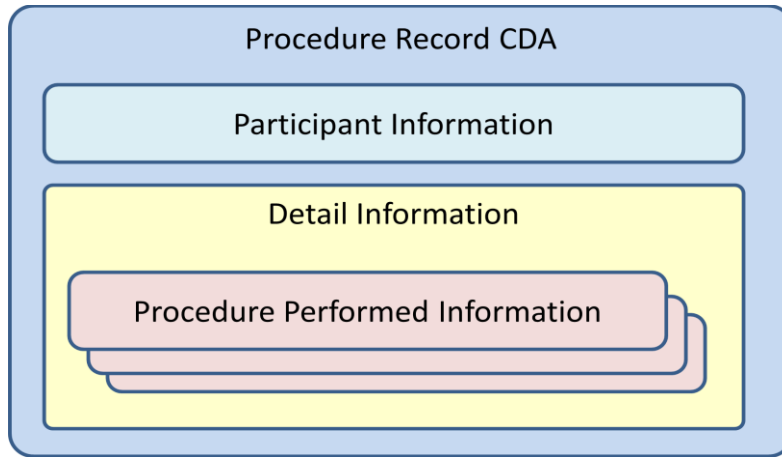 Procedure Record CDA
Participant Information
Detail Information
Procedure Performed Information